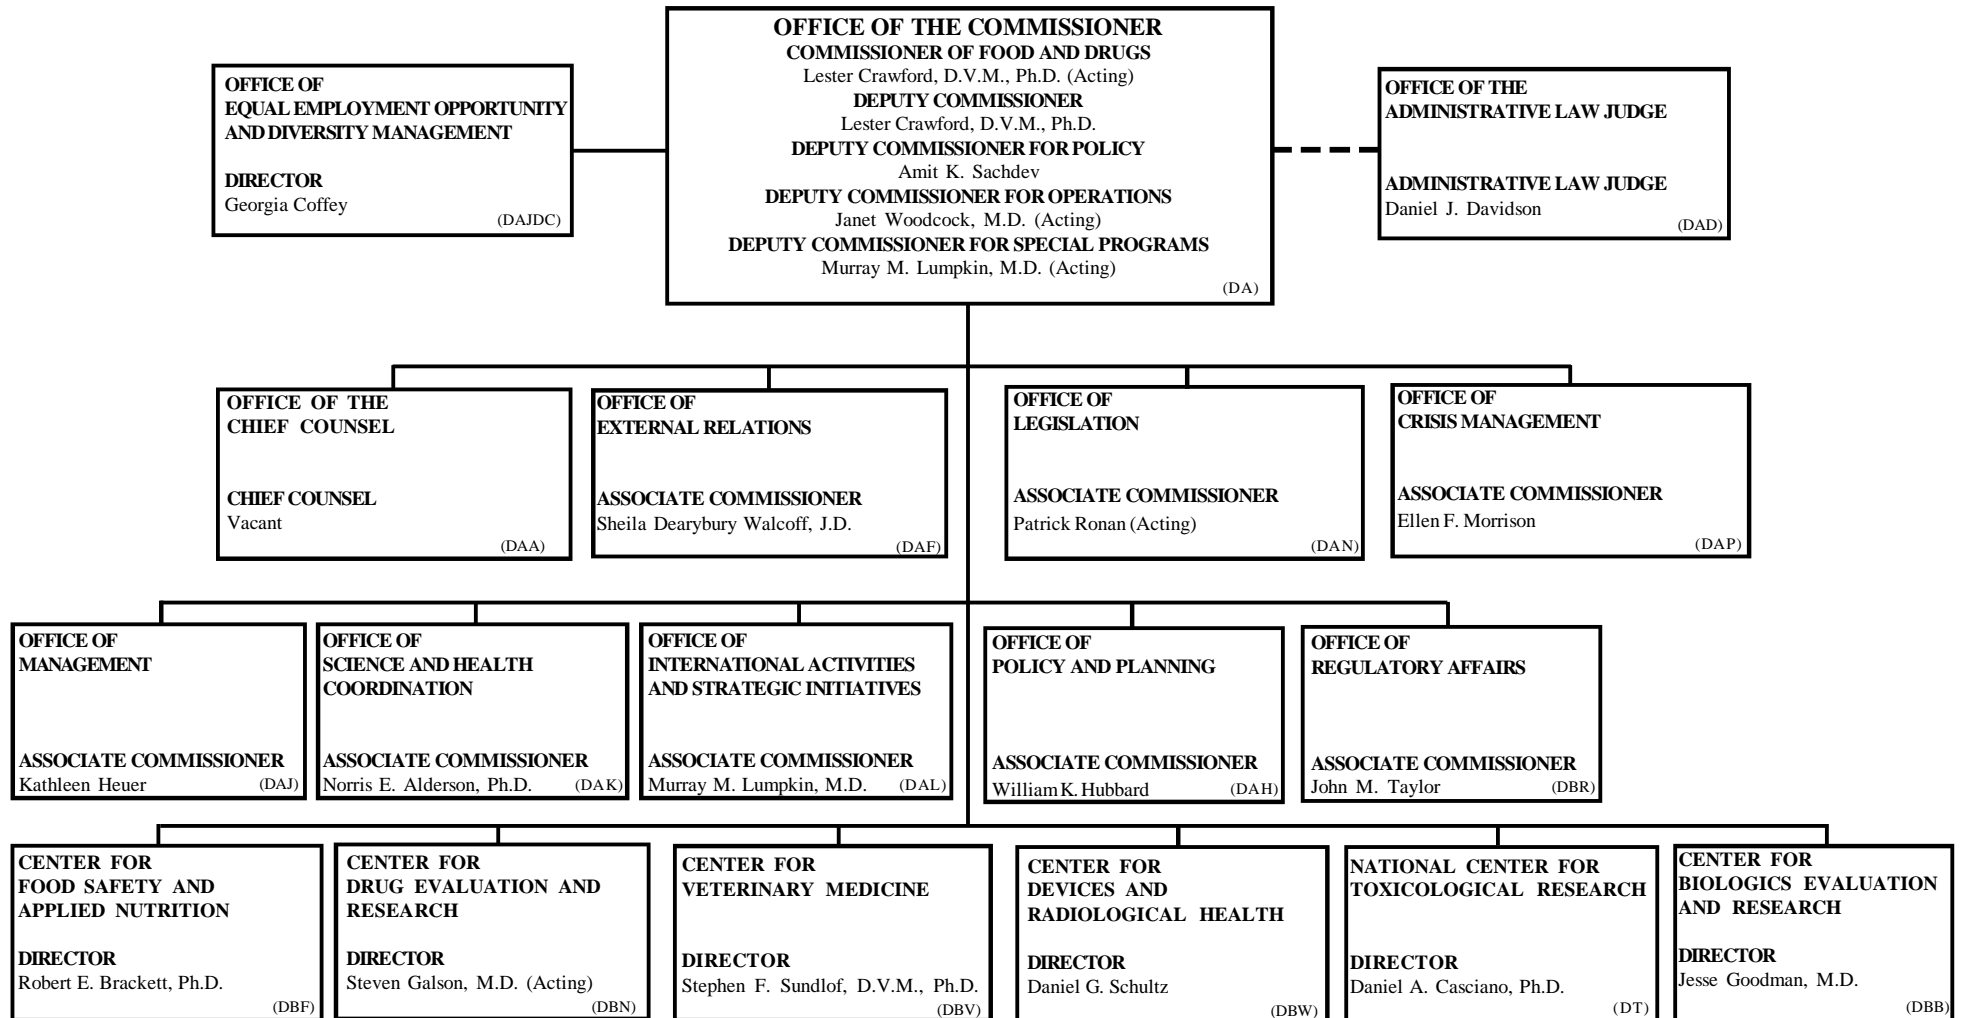 OFFICE OF THE COMMISSIONER
COMMISSIONER OF FOOD AND DRUGS
Lester Crawford, D.V.M., Ph.D. (Acting)
DEPUTY COMMISSIONER
Lester Crawford, D.V.M., Ph.D.
DEPUTY COMMISSIONER FOR POLICY
Amit K. Sachdev
DEPUTY COMMISSIONER FOR OPERATIONS
Janet Woodcock, M.D. (Acting)
DEPUTY COMMISSIONER FOR SPECIAL PROGRAMS
Murray M. Lumpkin, M.D. (Acting)
(DA)
OFFICE OF
EQUAL EMPLOYMENT OPPORTUNITY
AND DIVERSITY MANAGEMENT
DIRECTOR
Georgia Coffey
(DAJDC)
OFFICE OF THE
ADMINISTRATIVE LAW JUDGE
ADMINISTRATIVE LAW JUDGE
Daniel J. Davidson
(DAD)
OFFICE OF THE
CHIEF COUNSEL
CHIEF COUNSEL
Vacant
(DAA)
OFFICE OF
EXTERNAL RELATIONS
ASSOCIATE COMMISSIONER
Sheila Dearybury Walcoff, J.D.
(DAF)
OFFICE OF
LEGISLATION
ASSOCIATE COMMISSIONER
Patrick Ronan (Acting)
(DAN)
OFFICE OF
CRISIS MANAGEMENT
ASSOCIATE COMMISSIONER
Ellen F. Morrison
(DAP)
OFFICE OF
MANAGEMENT
ASSOCIATE COMMISSIONER
Kathleen Heuer (DAJ)
OFFICE OF
SCIENCE AND HEALTH
COORDINATION
ASSOCIATE COMMISSIONER
Norris E. Alderson, Ph.D. (DAK)
OFFICE OF
INTERNATIONAL ACTIVITIES
AND STRATEGIC INITIATIVES
ASSOCIATE COMMISSIONER
Murray M. Lumpkin, M.D. (DAL)
OFFICE OF
POLICY AND PLANNING
ASSOCIATE COMMISSIONER
William K. Hubbard (DAH)
OFFICE OF
REGULATORY AFFAIRS
ASSOCIATE COMMISSIONER
John M. Taylor (DBR)
CENTER FOR
FOOD SAFETY AND
APPLIED NUTRITION
DIRECTOR
Robert E. Brackett, Ph.D.
(DBF)
CENTER FOR
DRUG EVALUATION AND
RESEARCH
DIRECTOR
Steven Galson, M.D. (Acting)
(DBN)
CENTER FOR
VETERINARY MEDICINE
DIRECTOR
Stephen F. Sundlof, D.V.M., Ph.D.
(DBV)
CENTER FOR
DEVICES AND
RADIOLOGICAL HEALTH
DIRECTOR
Daniel G. Schultz
(DBW)
NATIONAL CENTER FOR
TOXICOLOGICAL RESEARCH
DIRECTOR
Daniel A. Casciano, Ph.D.
(DT)
CENTER FOR
BIOLOGICS EVALUATION
AND RESEARCH
DIRECTOR
Jesse Goodman, M.D.
(DBB)